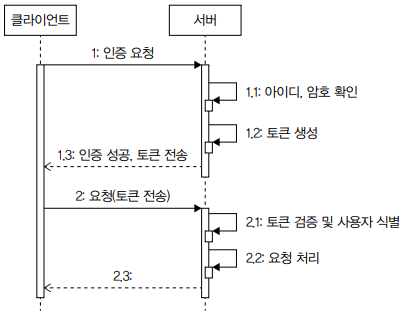 클라이언트
서버
1: 인증 요청
1.1: 아이디, 암호 확인
1.2: 토큰 생성
1.3: 인증 성공, 토큰 전송
2: 요청(토큰 전송)
2.1: 토큰 검증 및 사용자 식별
2.2: 요청 처리
2.3: